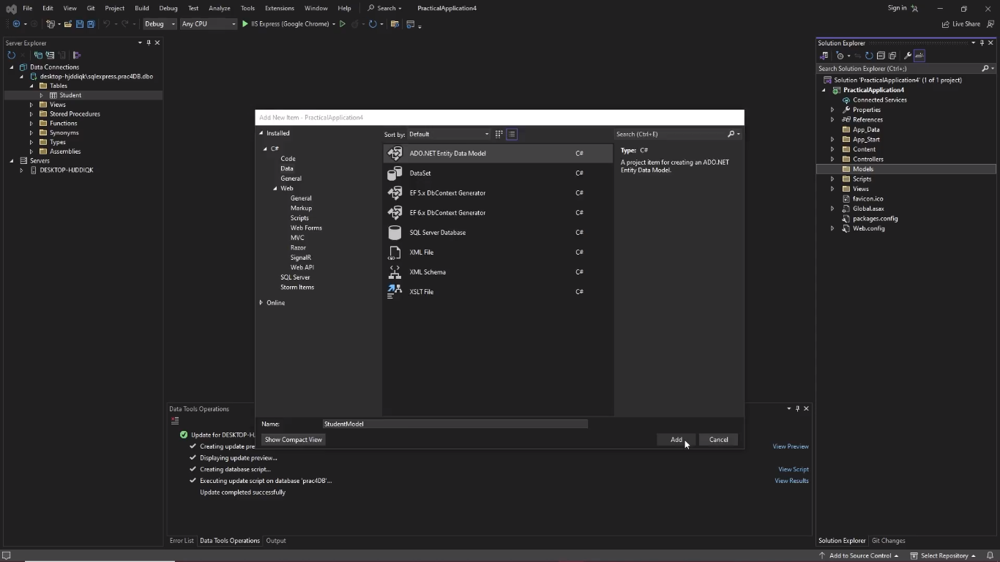 File Edit View Git Project Build Debug Test Analyze Tools Extensions Window Help Search PracticalApplication4 Sign in
Debug Any CPU IIS Express (Google Chrome) Live Share
Server Explorer
Data Connections
desktop-hjddiqk\sqlexpress.prac4DB.dbo
Tables
Student
Views
Stored Procedures
Functions
Synonyms
Types
Assemblies
Servers
DESKTOP-HJDDIQK
Add New Item - PracticalApplication4
Installed
C#
Code
Data
General
Web
General
Markup
Scripts
Web Forms
MVC
Razor
SignalR
Web API
SQL Server
Storm Items
Online
Sort by: Default
ADO.NET Entity Data Model C#
DataSet C#
EF 5.x DbContext Generator C#
EF 6.x DbContext Generator C#
SQL Server Database C#
XML File C#
XML Schema C#
XSLT File C#
Search (Ctrl+E)
Type: C#
A project item for creating an ADO.NET
Entity Data Model.
Name: StudentModel
Show Compact View Add Cancel
Data Tools Operations
Update for DESKTOP-HJ
Creating update pre View Preview
Displaying update preview...
Creating database script... View Script
Executing update script on database 'prac4DB'... View Results
Update completed successfully
Error List Data Tools Operations Output
Solution Explorer
Search Solution Explorer (Ctrl+;)
Solution 'PracticalApplication4' (1 of 1 project)
PracticalApplication4
Connected Services
Properties
References
App_Data
App_Start
Content
Controllers
Models
Scripts
Views
favicon.ico
Global.asax
packages.config
Web.config
Solution Explorer Git Changes
Add to Source Control Select Repository